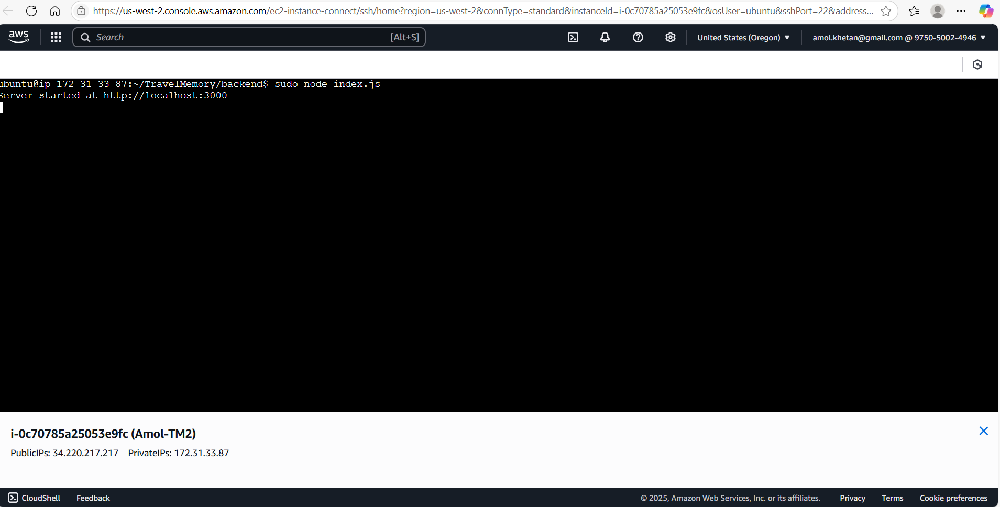 https://us-west-2.console.aws.amazon.com/ec2-instance-connect/ssh/home?region=us-west-2&connType=standard&instanceId=i-0c70785a25053e9fc&osUser=ubuntu&sshPort=22&address...
aws Search [Alt+S] United States (Oregon) amol.khetan@gmail.com @ 9750-5002-4946
ubuntu@ip-172-31-33-87:~/TravelMemory/backend$ sudo node index.js
Server started at http://localhost:3000
i-0c70785a25053e9fc (Amol-TM2)
PublicIPs: 34.220.217.217 PrivateIPs: 172.31.33.87
CloudShell Feedback © 2025, Amazon Web Services, Inc. or its affiliates. Privacy Terms Cookie preferences